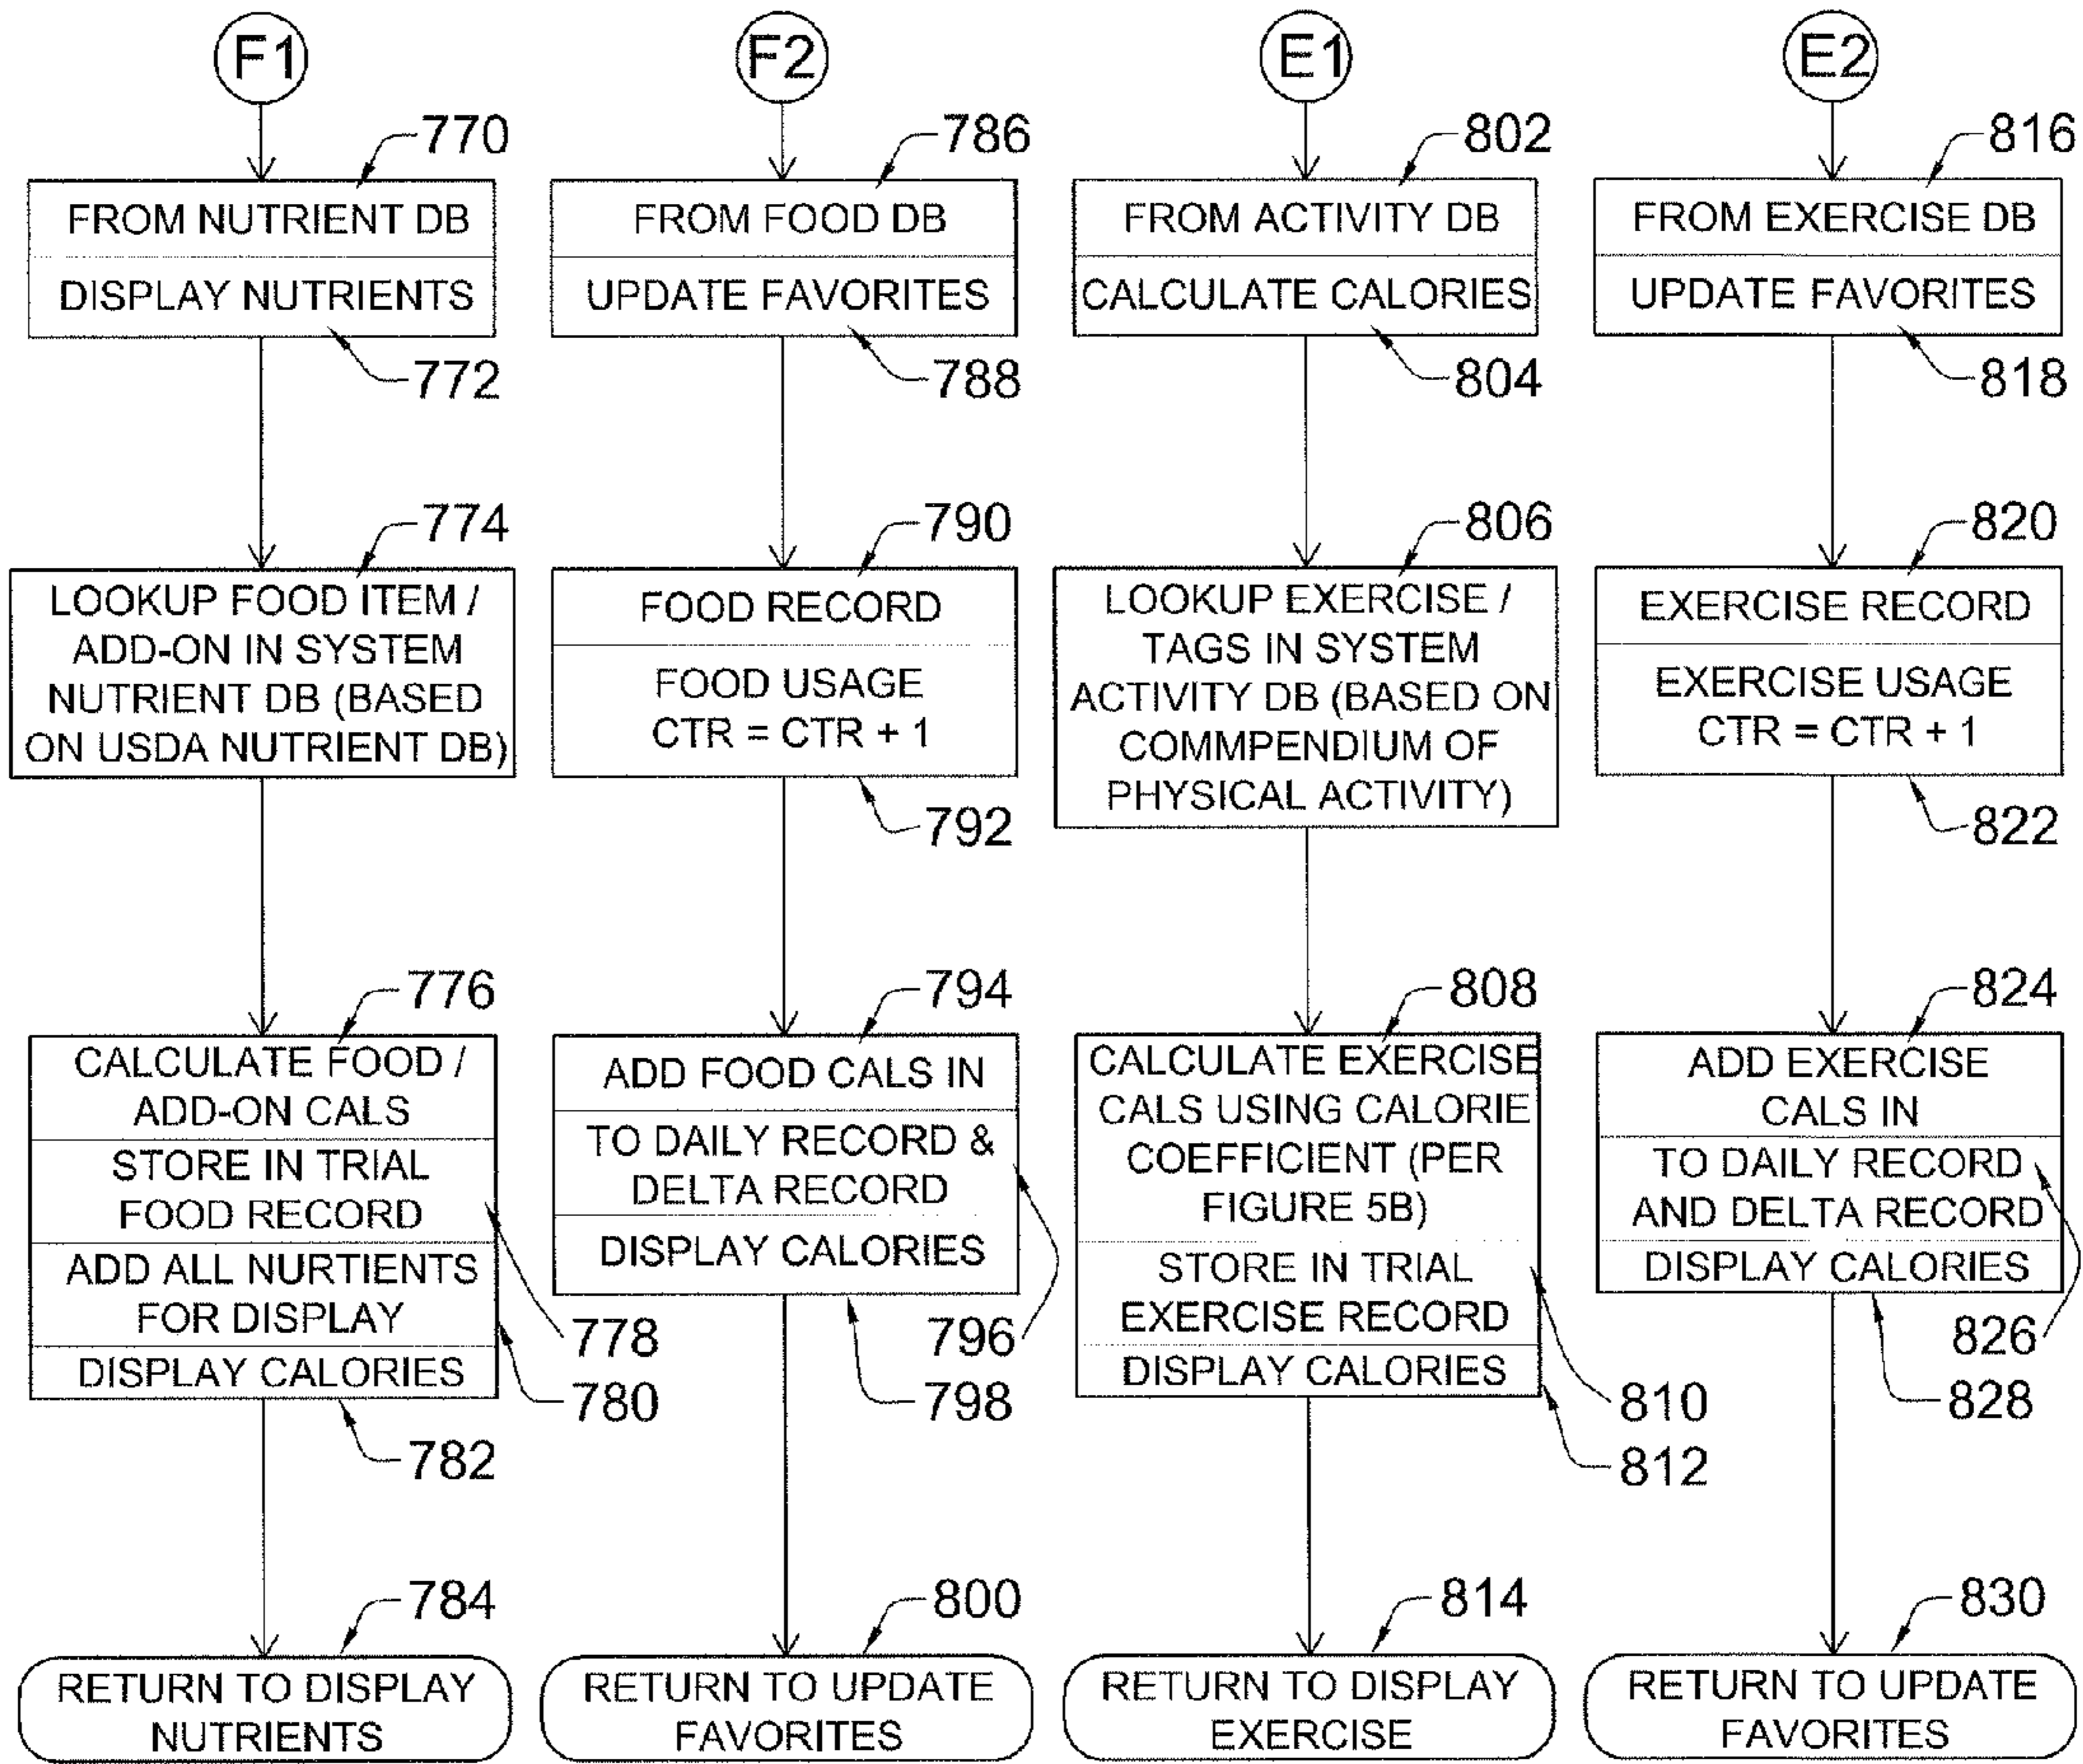 F1
770
FROM NUTRIENT DB
DISPLAY NUTRIENTS
772
774
LOOKUP FOOD ITEM /
ADD-ON IN SYSTEM
NUTRIENT DB (BASED
ON USDA NUTRIENT DB)
776
CALCULATE FOOD /
ADD-ON CALS
STORE IN TRIAL
FOOD RECORD
ADD ALL NURTIENTS
FOR DISPLAY
DISPLAY CALORIES
778
780
782
784
RETURN TO DISPLAY
NUTRIENTS
F2
786
FROM FOOD DB
UPDATE FAVORITES
788
790
FOOD RECORD
FOOD USAGE
CTR = CTR + 1
792
794
ADD FOOD CALS IN
TO DAILY RECORD &
DELTA RECORD
DISPLAY CALORIES
796
798
800
RETURN TO UPDATE
FAVORITES
E1
802
FROM ACTIVITY DB
CALCULATE CALORIES
804
806
LOOKUP EXERCISE /
TAGS IN SYSTEM
ACTIVITY DB (BASED ON
COMMPENDIUM OF
PHYSICAL ACTIVITY)
808
CALCULATE EXERCISE
CALS USING CALORIE
COEFFICIENT (PER
FIGURE 5B)
STORE IN TRIAL
EXERCISE RECORD
DISPLAY CALORIES
810
812
814
RETURN TO DISPLAY
EXERCISE
E2
816
FROM EXERCISE DB
UPDATE FAVORITES
818
820
EXERCISE RECORD
EXERCISE USAGE
CTR = CTR + 1
822
824
ADD EXERCISE
CALS IN
TO DAILY RECORD
AND DELTA RECORD
DISPLAY CALORIES
826
828
830
RETURN TO UPDATE
FAVORITES